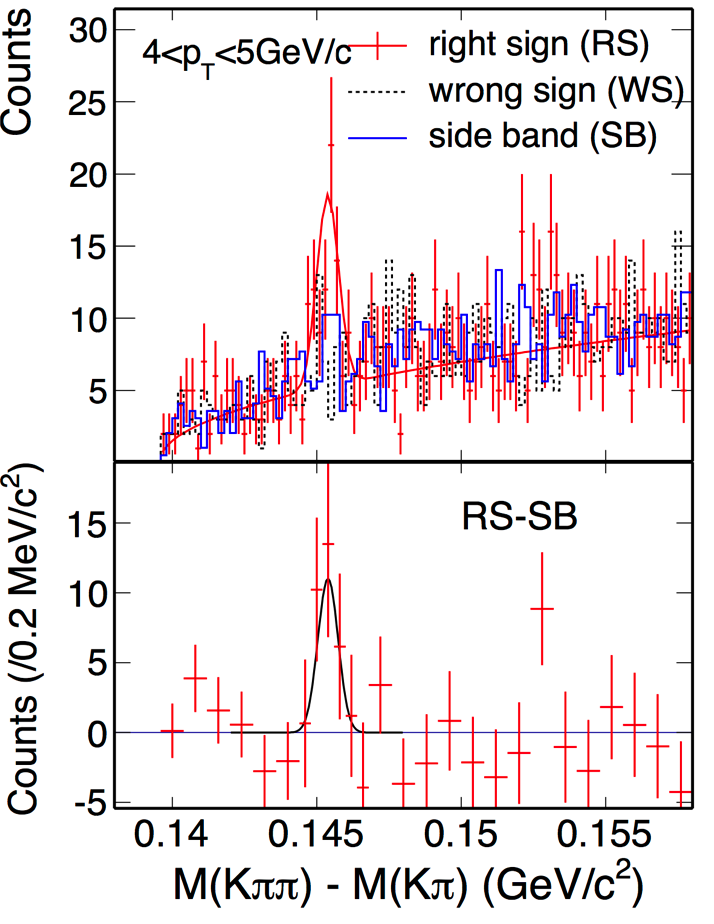 Counts
30
25
20
15
10
5
4<p_T<5GeV/c
right sign (RS)
wrong sign (WS)
side band (SB)
Counts (/0.2 MeV/c²)
15
10
5
0
-5
RS-SB
0.14 0.145 0.15 0.155
M(Kππ) - M(Kπ) (GeV/c²)